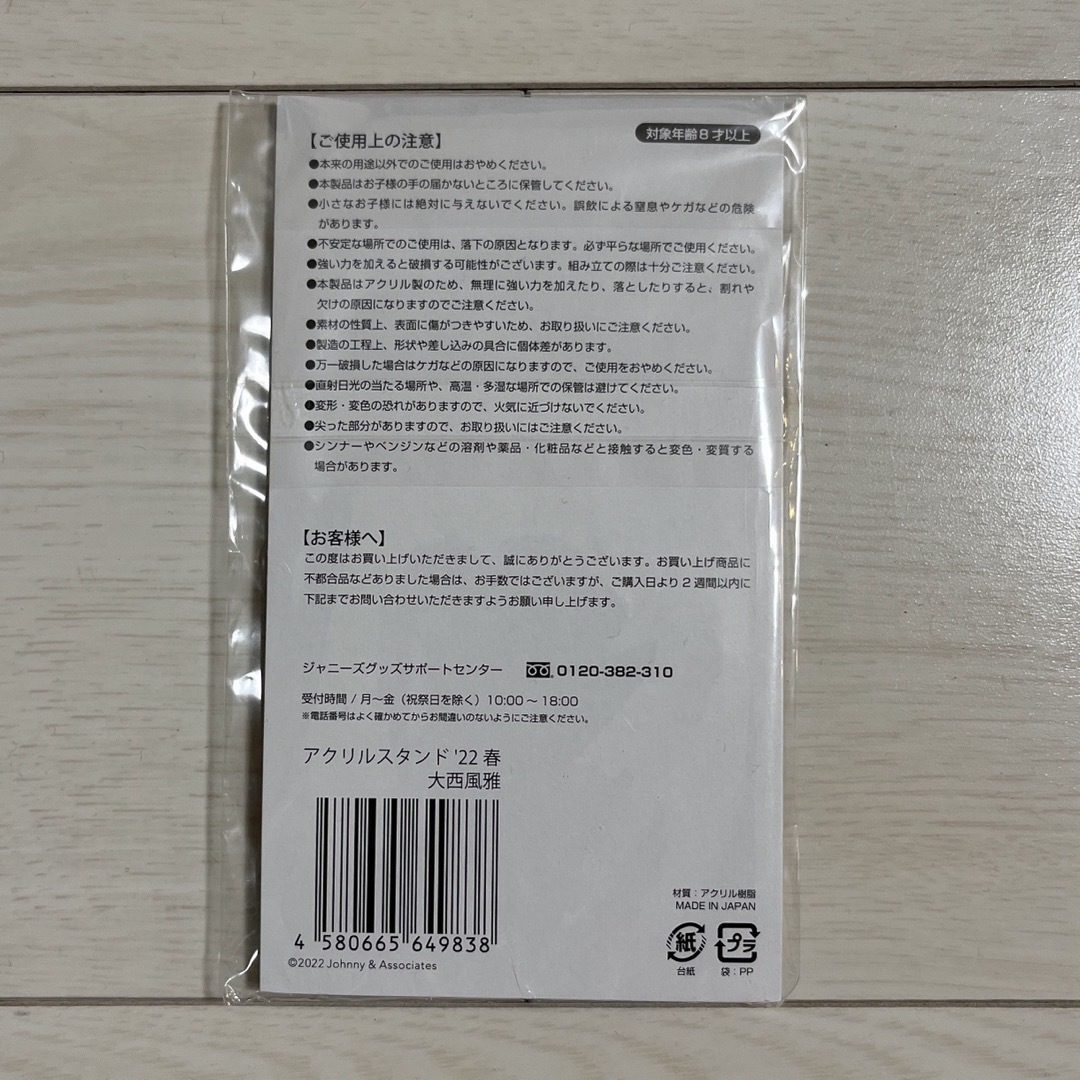 【ご使用上の注意】
対象年齢8才以上
●本来の用途以外でのご使用はおやめください。
●本製品はお子様の手の届かないところに保管してください。
●小さなお子様には絶対に与えないでください。誤飲による窒息やケガなどの危険
があります。
●不安定な場所でのご使用は、落下の原因となります。必ず平らな場所でご使用ください。
●強い力を加えると破損する可能性がございます。組み立ての際は十分ご注意ください。
●本製品はアクリル製のため、無理に強い力を加えたり、落としたりすると、割れや
欠けの原因になりますのでご注意ください。
●素材の性質上、表面に傷がつきやすいため、お取り扱いにご注意ください。
●製造の工程上、形状や差し込みの具合に個体差があります。
●万一破損した場合はケガなどの原因になりますので、ご使用をおやめください。
●直射日光の当たる場所や、高温・多湿な場所での保管は避けてください。
●変形・変色の恐れがありますので、火気に近づけないでください。
●尖った部分がありますので、お取り扱いにはご注意ください。
●シンナーやベンジンなどの溶剤や薬品・化粧品などと接触すると変色・変質する
場合があります。
【お客様へ】
この度はお買い上げいただきまして、誠にありがとうございます。お買い上げ商品に
不都合品などありました場合は、お手数ではございますが、ご購入日より2週間以内に
下記までお問い合わせいただきますようお願い申し上げます。
ジャニーズグッズサポートセンター 0120-382-310
受付時間/月〜金(祝祭日を除く)10:00〜18:00
※電話番号はよく確かめてからお間違いのないようにご注意ください。
アクリルスタンド'22 春
大西風雅
4 580665 649838
©2022 Johnny & Associates
材質:アクリル樹脂
MADE IN JAPAN
紙 プラ
台紙 袋:PP